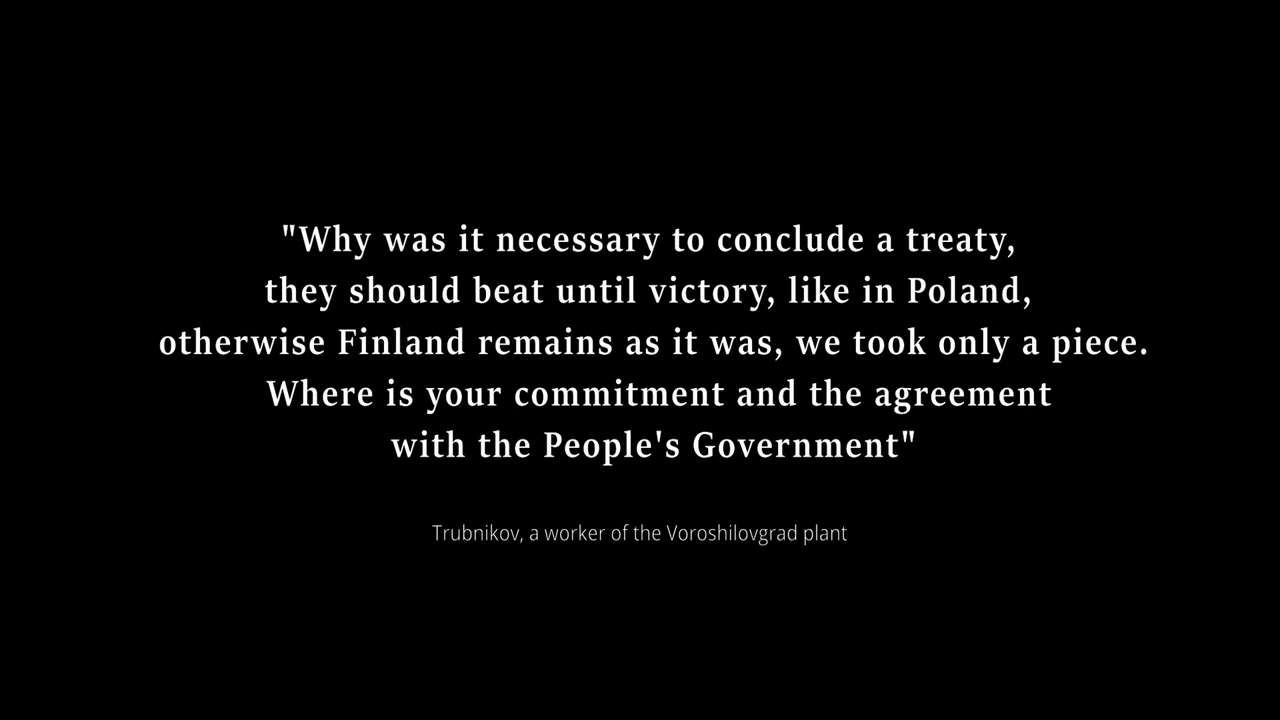 "Why was it necessary to conclude a treaty,
they should beat until victory, like in Poland,
otherwise Finland remains as it was, we took only a piece.
Where is your commitment and the agreement
with the People's Government"
Trubnikov, a worker of the Voroshilovgrad plant